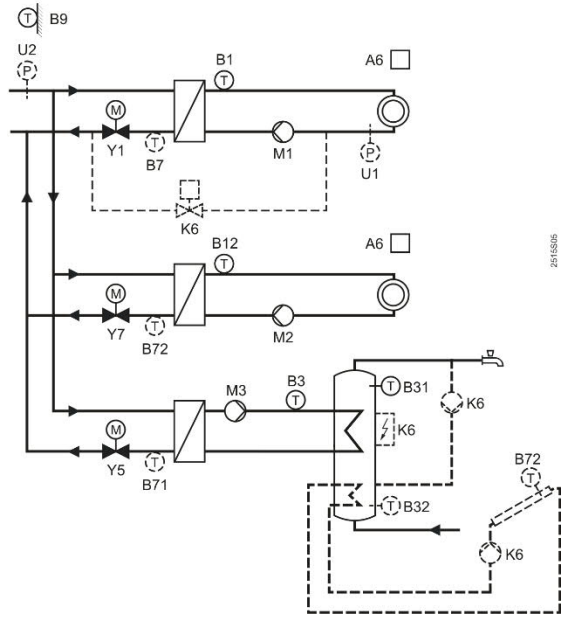 T B9
U2
P
B1
T
A6
M
Y1
T
B7
M1
P
U1
K6
B12
T
A6
M
Y7
T
B72
M2
2515S05
M3
B3
T
T B31
K6
K6
M
Y5
T
B71
T B32
B72
T
K6